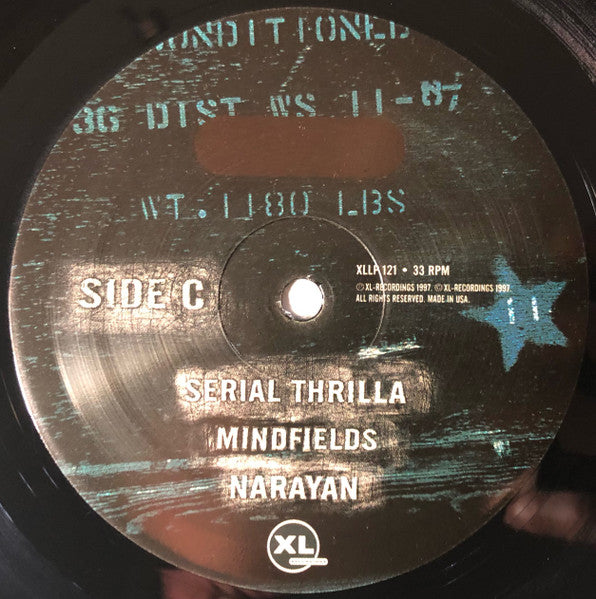 CONDITIONED
3G DIST WS 11-87
WT.1180 LBS
SIDE C
XLLP 121 • 33 RPM
℗ XL-RECORDINGS 1997. © XL-RECORDINGS 1997.
ALL RIGHTS RESERVED. MADE IN USA.
SERIAL THRILLA
MINDFIELDS
NARAYAN
XL